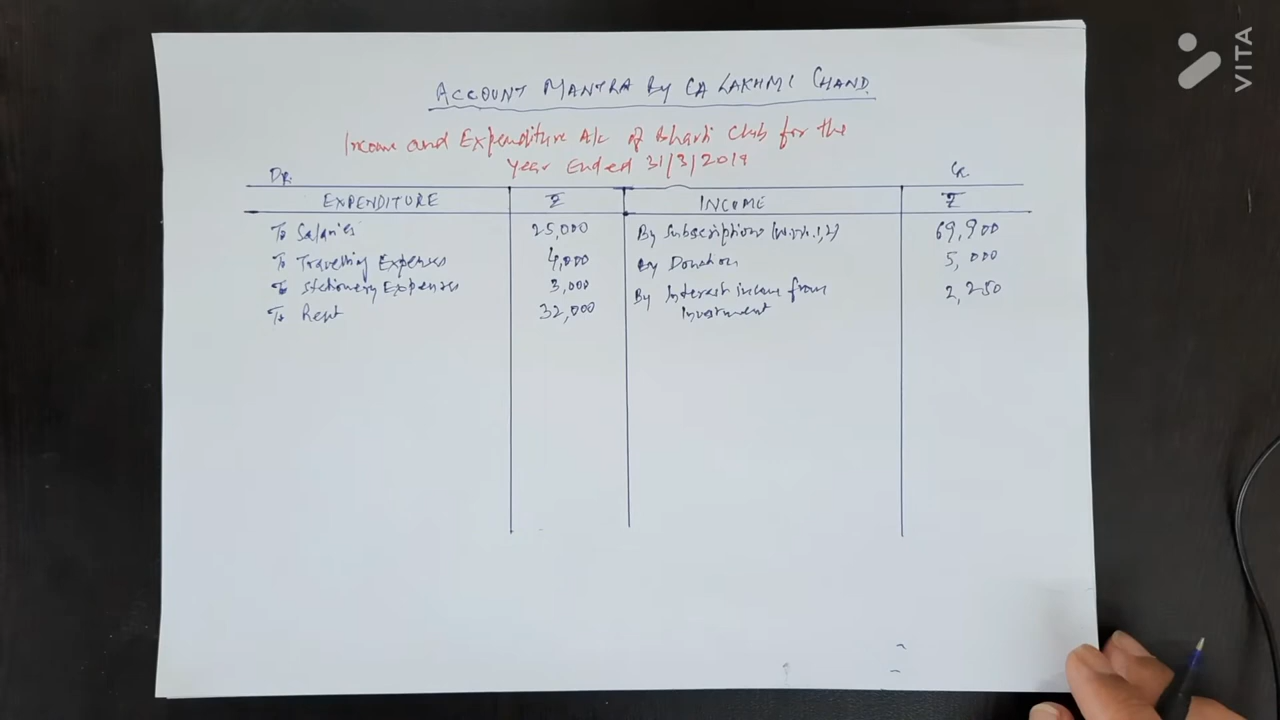 VITA
ACCOUNT MANTRA By CA LAKHMI CHAND
Income and Expenditure A/c of Bharti Club for the
Year Ended 31/3/2019
DR. Cr.
EXPENDITURE ₹ INCOME ₹
To Salaries 25,000 By Subscriptions (W.N.1,2) 69,900
To Travelling Expenses 4,000 By Donation 5,000
To Stationery Expenses 3,000 By Interest income from 2,250
To Rent 32,000 Investment